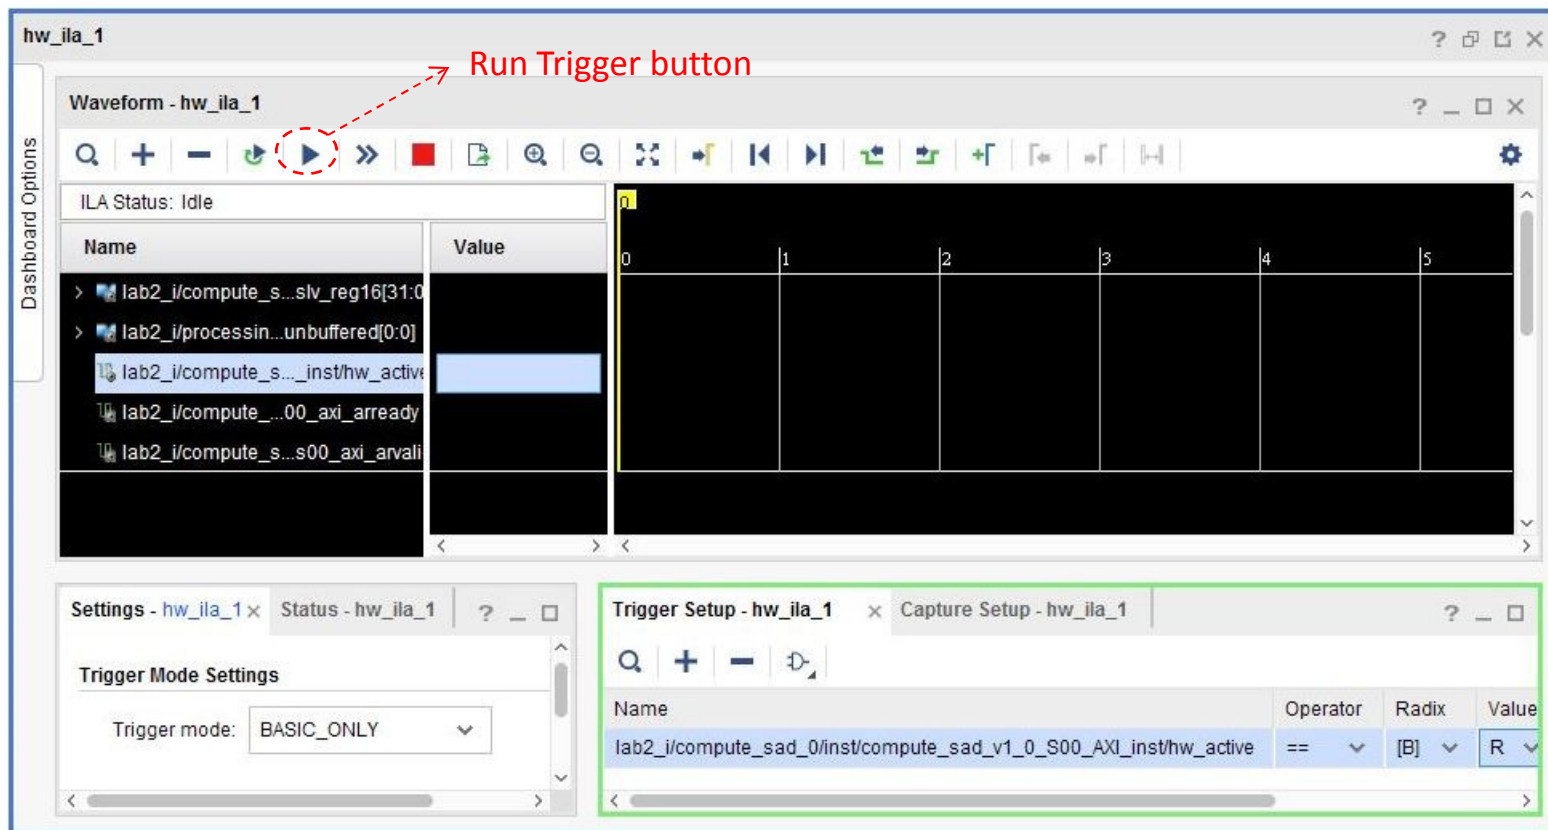 hw_ila_1
Run Trigger button
Dashboard Options
Waveform - hw_ila_1
ILA Status: Idle
Name Value
0
0 1 2 3 4 5
lab2_i/compute_s...slv_reg16[31:0
lab2_i/processin...unbuffered[0:0]
lab2_i/compute_s..._inst/hw_active
lab2_i/compute_...00_axi_arready
lab2_i/compute_s...s00_axi_arvali
Settings - hw_ila_1 Status - hw_ila_1
Trigger Mode Settings
Trigger mode: BASIC_ONLY
Trigger Setup - hw_ila_1 Capture Setup - hw_ila_1
Name Operator Radix Value
lab2_i/compute_sad_0/inst/compute_sad_v1_0_S00_AXI_inst/hw_active == [B] R